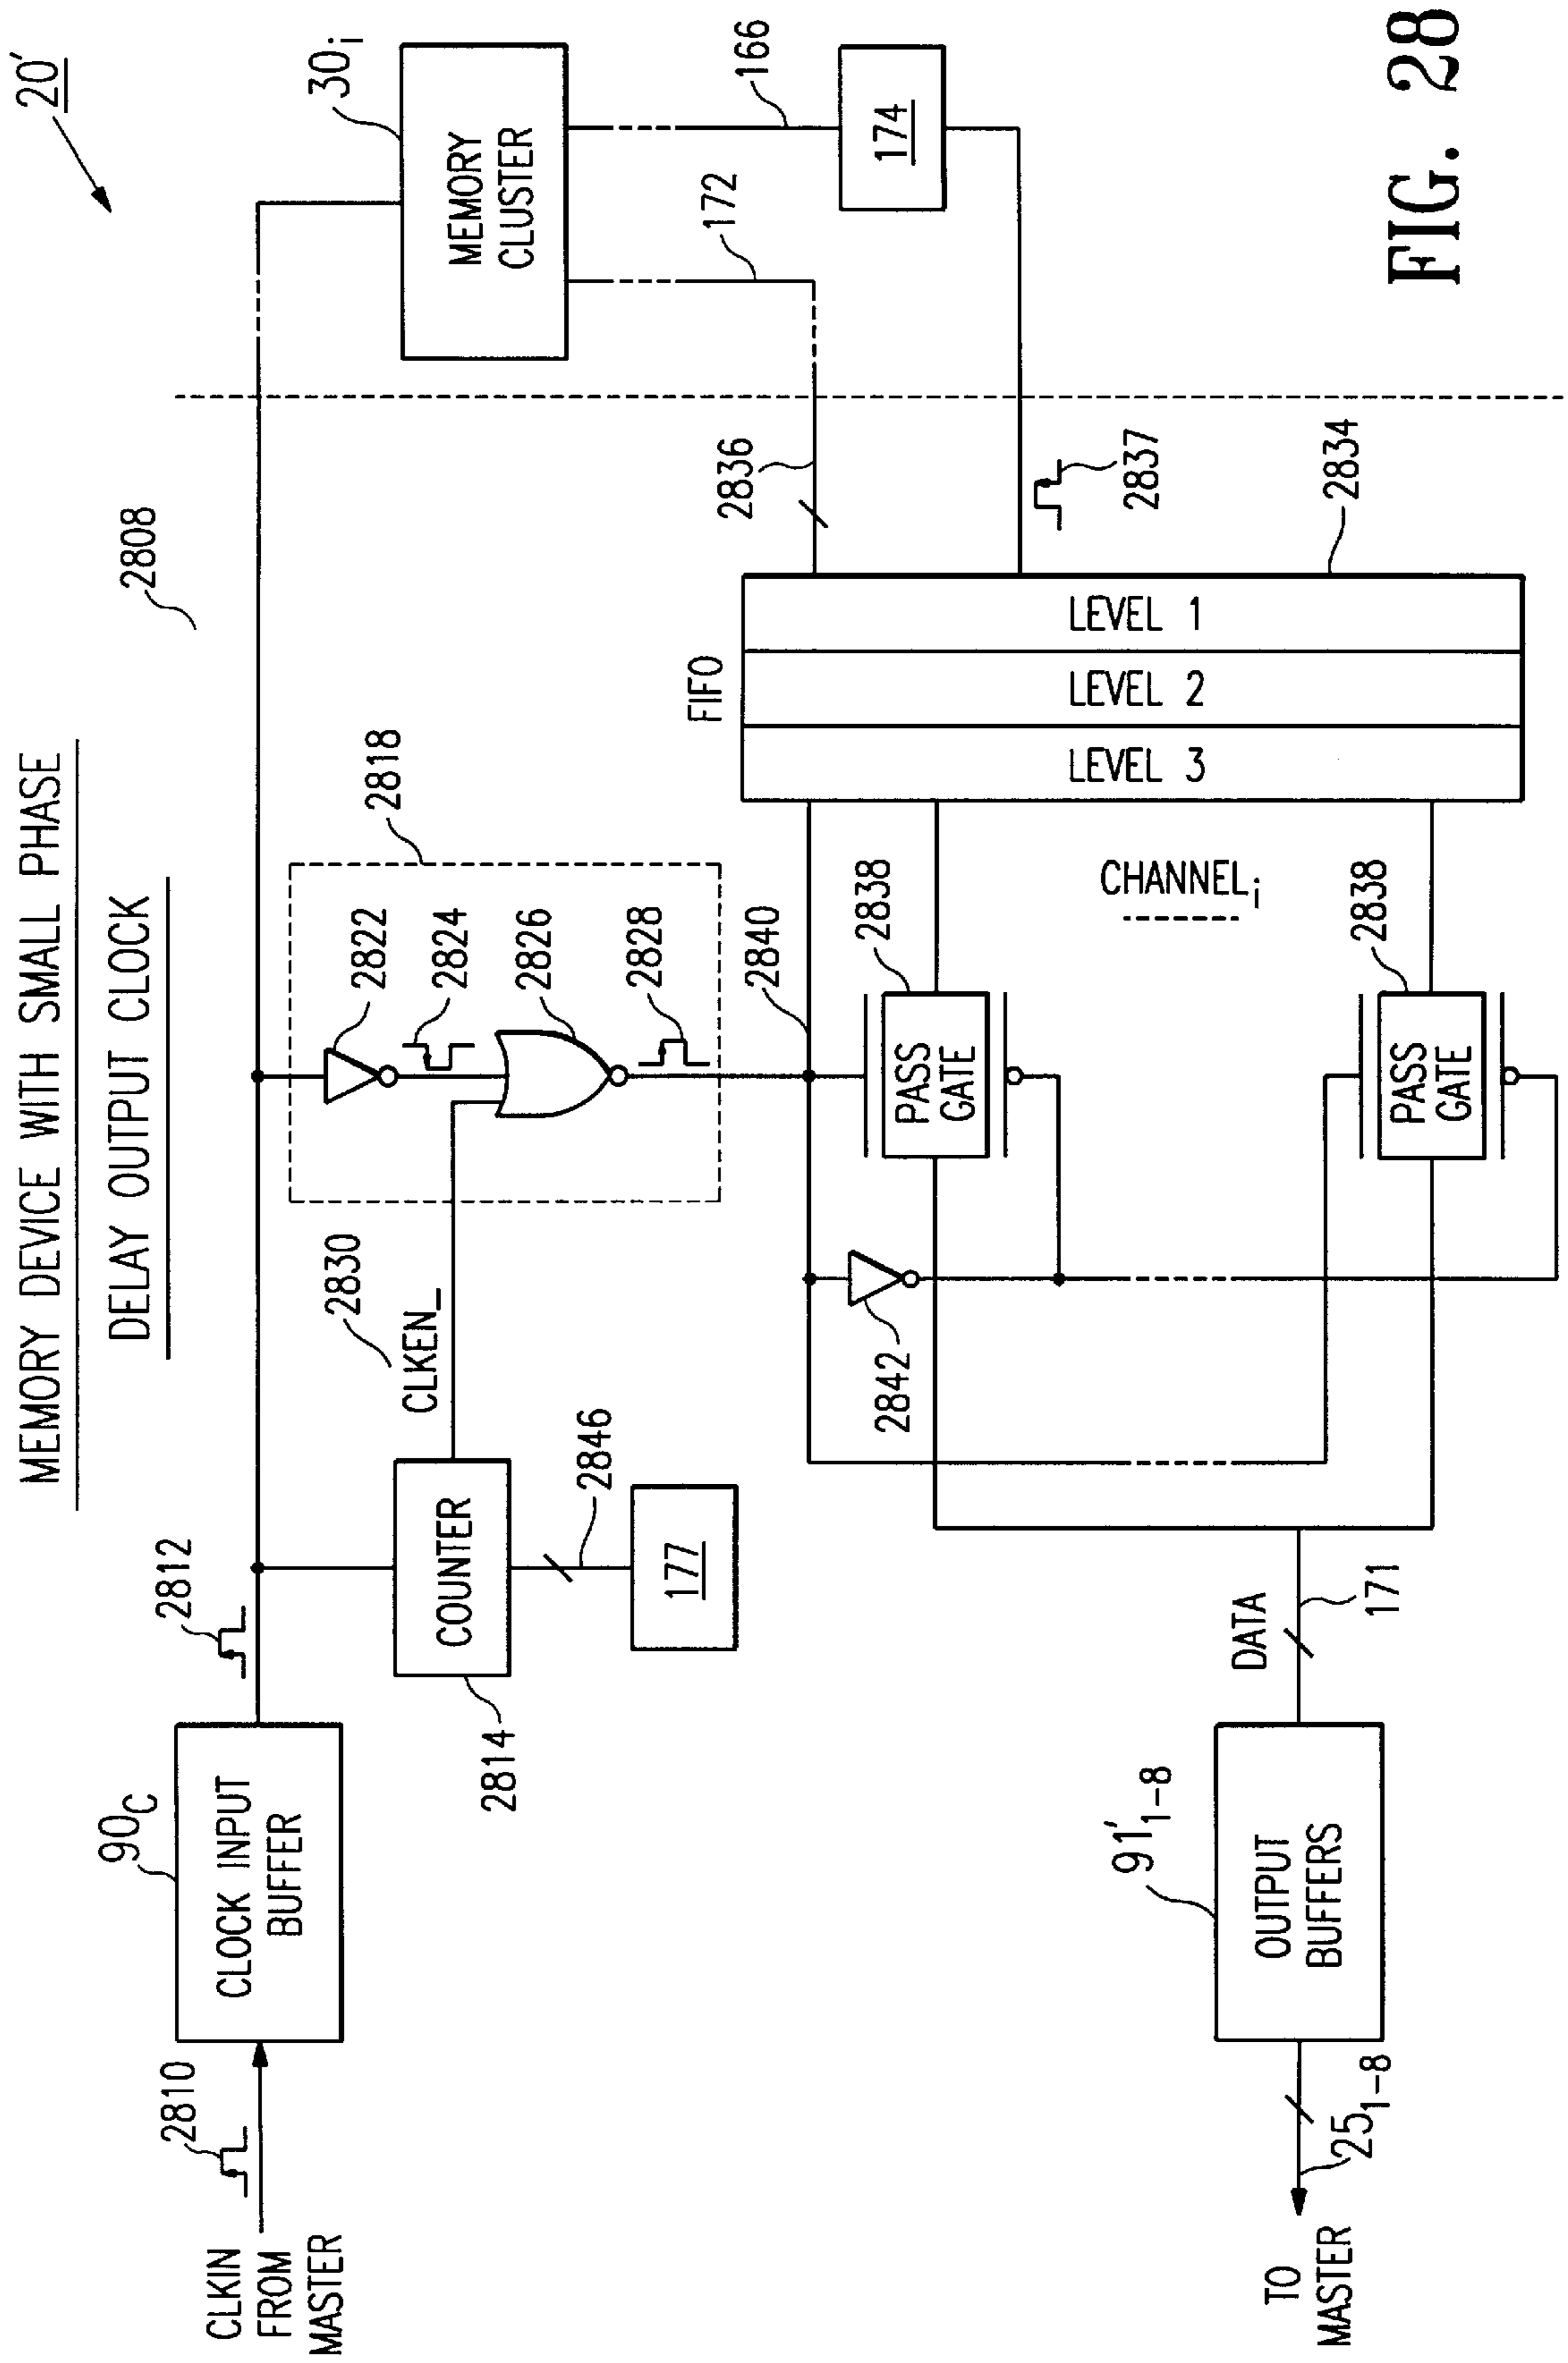 MEMORY DEVICE WITH SMALL PHASE
DELAY OUTPUT CLOCK
20'
2808
CLKIN
FROM
MASTER
2810
90C
CLOCK INPUT
BUFFER
2812
2814
COUNTER
2846
177
2830
CLKEN_
2818
2822
2824
2826
2828
30i
MEMORY
CLUSTER
172
166
174
2836
2837
FIFO
LEVEL 3
LEVEL 2
LEVEL 1
2834
2840
2842
2838
PASS
GATE
CHANNELi
2838
PASS
GATE
TO
MASTER
251-8
91'1-8
OUTPUT
BUFFERS
DATA
171
FIG. 28